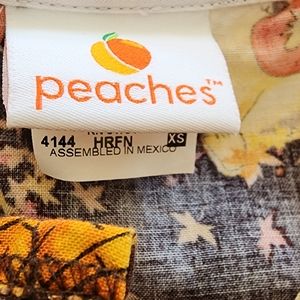 peaches™
4144 HRFN XS
ASSEMBLED IN MEXICO